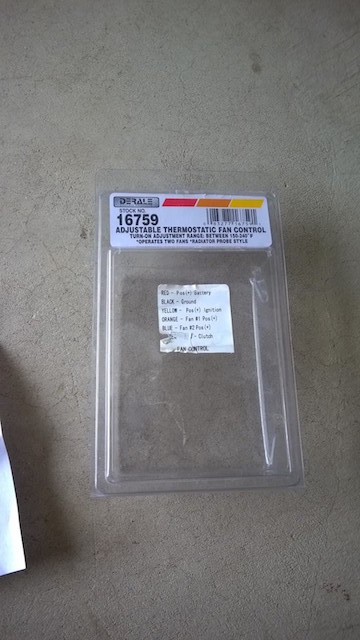 DERALE
STOCK NO.
16759
ADJUSTABLE THERMOSTATIC FAN CONTROL
TURN-ON ADJUSTMENT RANGE: BETWEEN 150-240°F
*OPERATES TWO FANS *RADIATOR PROBE STYLE
RED - Pos(+) Battery
BLACK - Ground
YELLOW - Pos(+) Ignition
ORANGE - Fan #1 Pos(+)
BLUE - Fan #2 Pos(+)
/- Clutch
FAN CONTROL